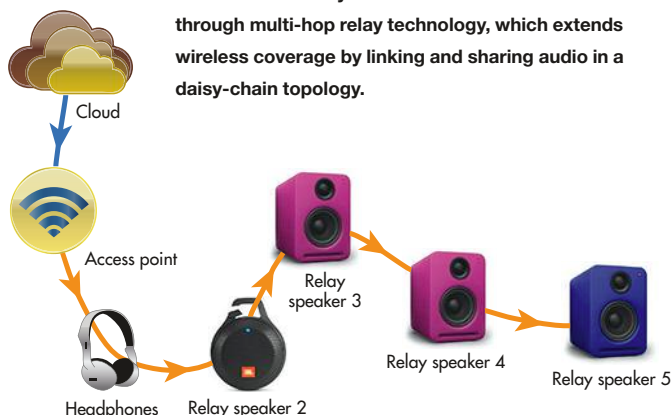 through multi-hop relay technology, which extends
wireless coverage by linking and sharing audio in a
daisy-chain topology.
Cloud
Access point
Relay
speaker 3
Relay speaker 4
Relay speaker 5
Headphones
Relay speaker 2
JBL